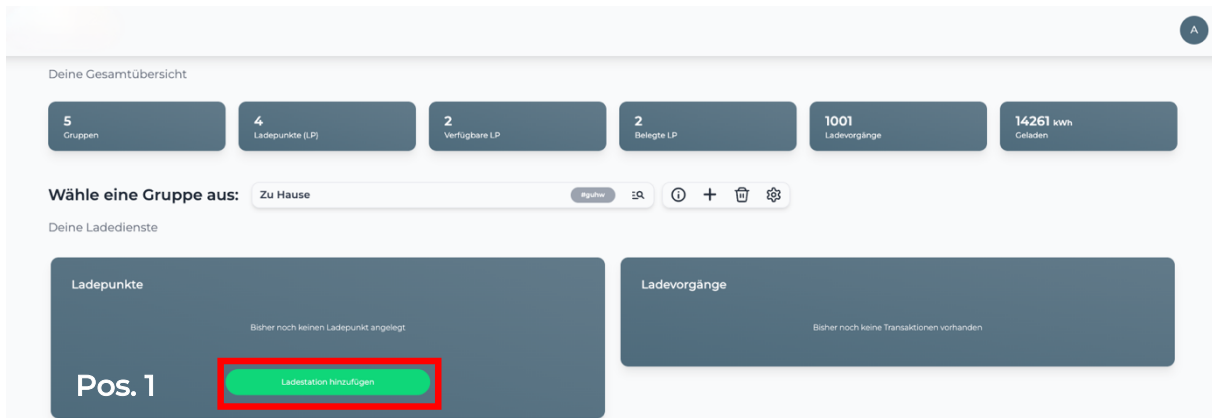 A
Deine Gesamtübersicht
5
Gruppen
4
Ladepunkte (LP)
2
Verfügbare LP
2
Belegte LP
1001
Ladevorgänge
14261 kWh
Geladen
Wähle eine Gruppe aus: Zu Hause #guhw
Deine Ladedienste
Ladepunkte
Bisher noch keinen Ladepunkt angelegt
Pos. 1 Ladestation hinzufügen
Ladevorgänge
Bisher noch keine Transaktionen vorhanden